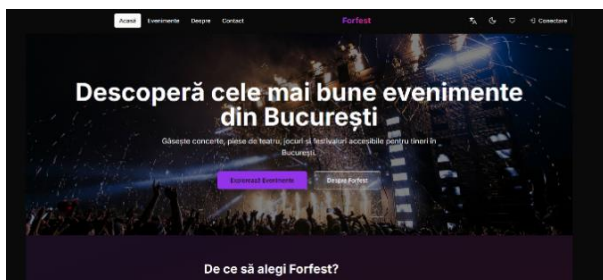 Acasă Evenimente Despre Contact Forfest Conectare
Descoperă cele mai bune evenimente
din București
Găsește concerte, piese de teatru, jocuri și festivaluri accesibile pentru tineri în
București.
Explorează Evenimente Despre Forfest
De ce să alegi Forfest?